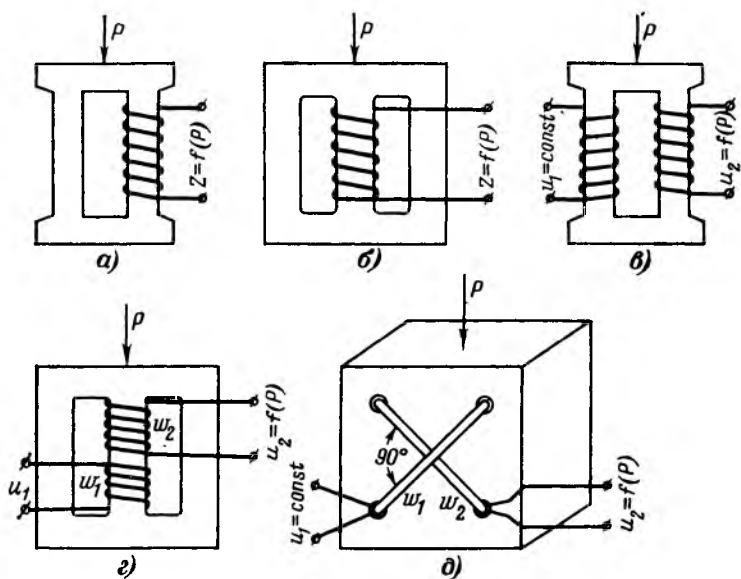 P
Z=f(P)
а)
P
Z=f(P)
б)
P
u₁=const
u₂=f(P)
в)
P
w₂
w₁
u₁
u₂=f(P)
г)
P
90°
w₁
w₂
u₁=const
u₂=f(P)
д)